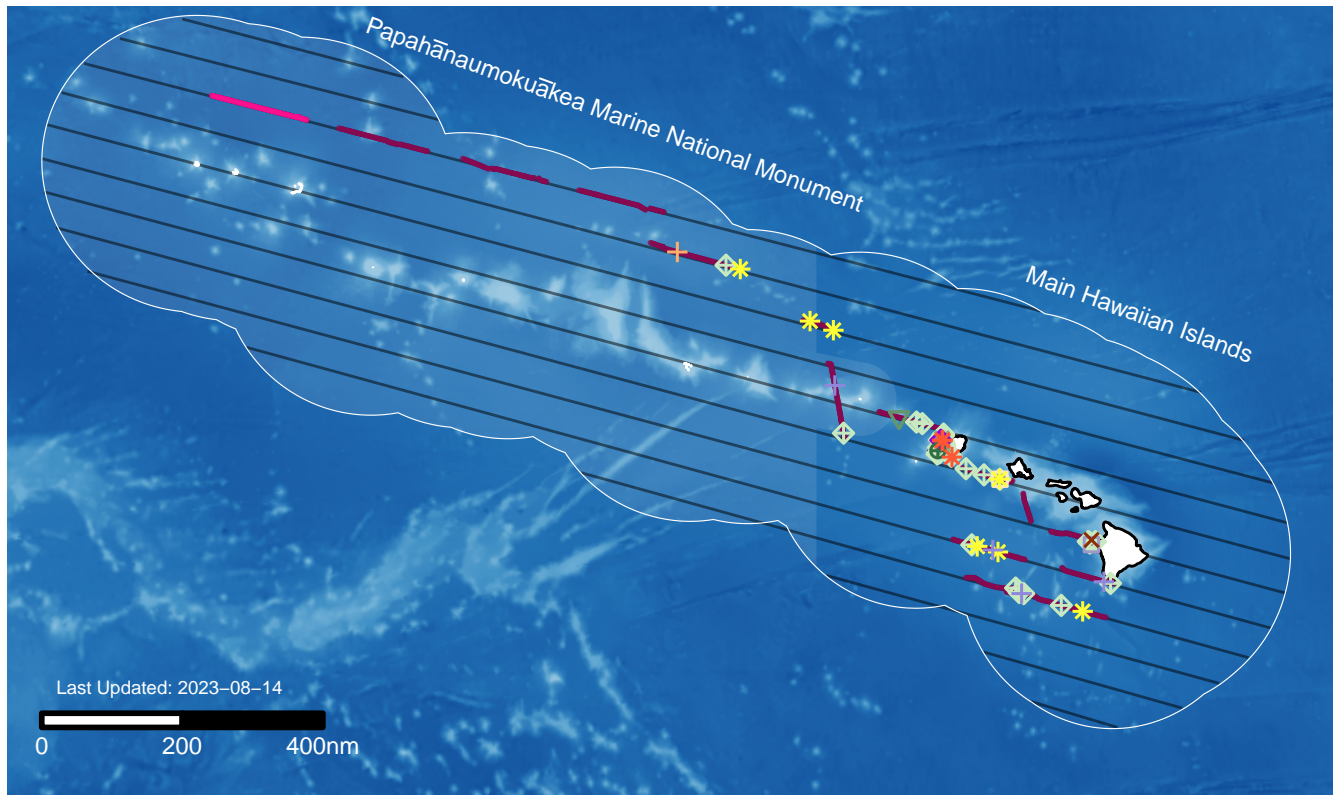 Papahānaumokuākea Marine National Monument
Main Hawaiian Islands
Last Updated: 2023−08−14
0 200 400nm